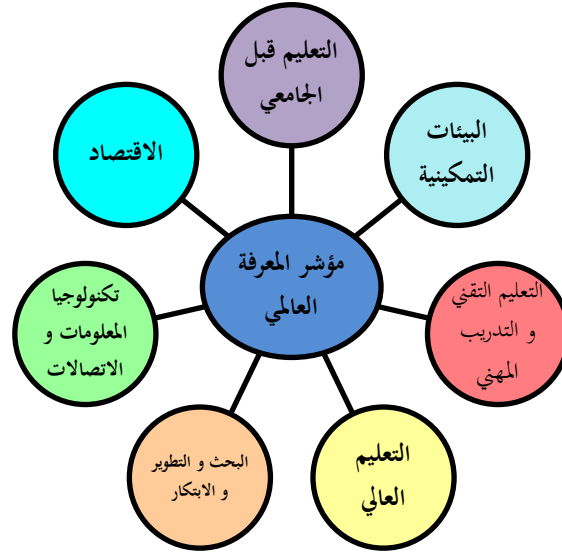 التعليم قبل
الجامعي
البيئات
التمكينية
الاقتصاد
مؤشر المعرفة
العالمي
التعليم التقني
و التدريب
المهني
تكنولوجيا
المعلومات و
الاتصالات
التعليم
العالي
البحث و التطوير
و الابتكار